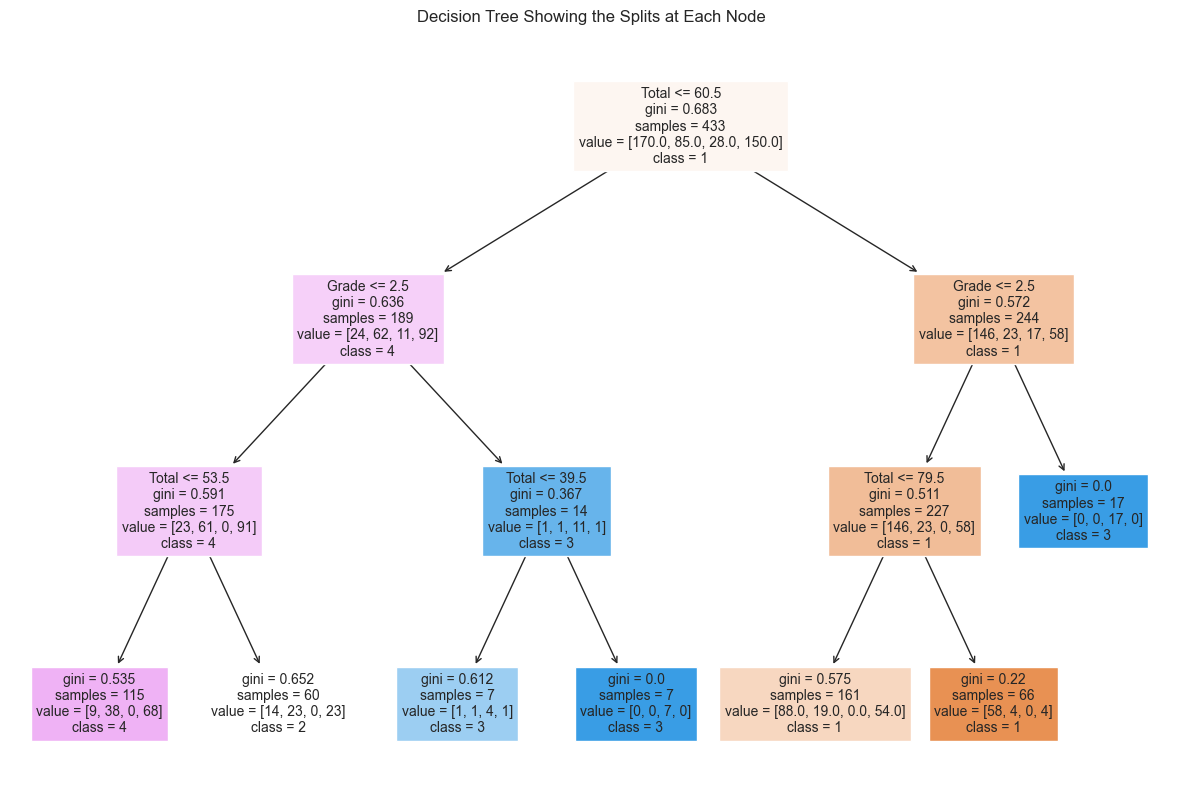 Decision Tree Showing the Splits at Each Node
Total <= 60.5
gini = 0.683
samples = 433
value = [170.0, 85.0, 28.0, 150.0]
class = 1
Grade <= 2.5
gini = 0.636
samples = 189
value = [24, 62, 11, 92]
class = 4
Grade <= 2.5
gini = 0.572
samples = 244
value = [146, 23, 17, 58]
class = 1
Total <= 53.5
gini = 0.591
samples = 175
value = [23, 61, 0, 91]
class = 4
Total <= 39.5
gini = 0.367
samples = 14
value = [1, 1, 11, 1]
class = 3
Total <= 79.5
gini = 0.511
samples = 227
value = [146, 23, 0, 58]
class = 1
gini = 0.0
samples = 17
value = [0, 0, 17, 0]
class = 3
gini = 0.535
samples = 115
value = [9, 38, 0, 68]
class = 4
gini = 0.652
samples = 60
value = [14, 23, 0, 23]
class = 2
gini = 0.612
samples = 7
value = [1, 1, 4, 1]
class = 3
gini = 0.0
samples = 7
value = [0, 0, 7, 0]
class = 3
gini = 0.575
samples = 161
value = [88.0, 19.0, 0.0, 54.0]
class = 1
gini = 0.22
samples = 66
value = [58, 4, 0, 4]
class = 1